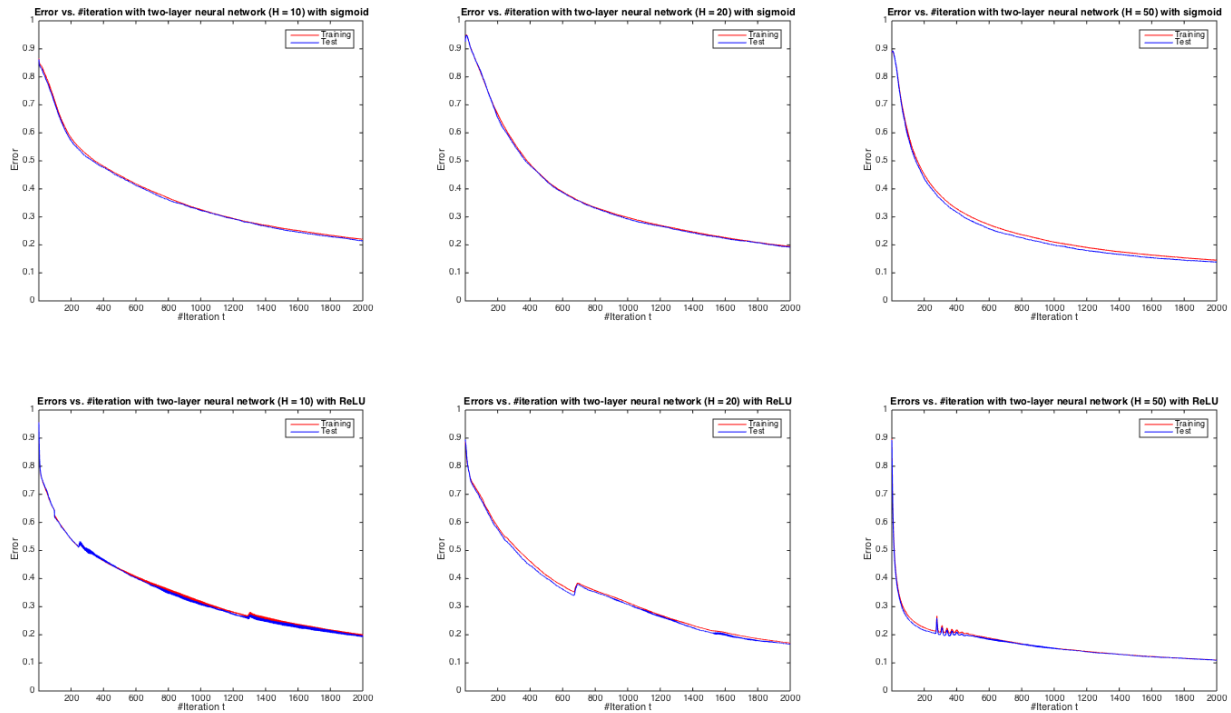 Error vs. #iteration with two-layer neural network (H = 10) with sigmoid
1
0.9
0.8
0.7
0.6
0.5
0.4
0.3
0.2
0.1
0
Error
Training
Test
200 400 600 800 1000 1200 1400 1600 1800 2000
#Iteration t
Error vs. #iteration with two-layer neural network (H = 20) with sigmoid
1
0.9
0.8
0.7
0.6
0.5
0.4
0.3
0.2
0.1
0
Error
Training
Test
200 400 600 800 1000 1200 1400 1600 1800 2000
#Iteration t
Error vs. #iteration with two-layer neural network (H = 50) with sigmoid
1
0.9
0.8
0.7
0.6
0.5
0.4
0.3
0.2
0.1
0
Error
Training
Test
200 400 600 800 1000 1200 1400 1600 1800 2000
#Iteration t
Errors vs. #iteration with two-layer neural network (H = 10) with ReLU
1
0.9
0.8
0.7
0.6
0.5
0.4
0.3
0.2
0.1
0
Error
Training
Test
200 400 600 800 1000 1200 1400 1600 1800 2000
#Iteration t
Errors vs. #iteration with two-layer neural network (H = 20) with ReLU
1
0.9
0.8
0.7
0.6
0.5
0.4
0.3
0.2
0.1
0
Error
Training
Test
200 400 600 800 1000 1200 1400 1600 1800 2000
#Iteration t
Errors vs. #iteration with two-layer neural network (H = 50) with ReLU
1
0.9
0.8
0.7
0.6
0.5
0.4
0.3
0.2
0.1
0
Error
Training
Test
200 400 600 800 1000 1200 1400 1600 1800 2000
#Iteration t